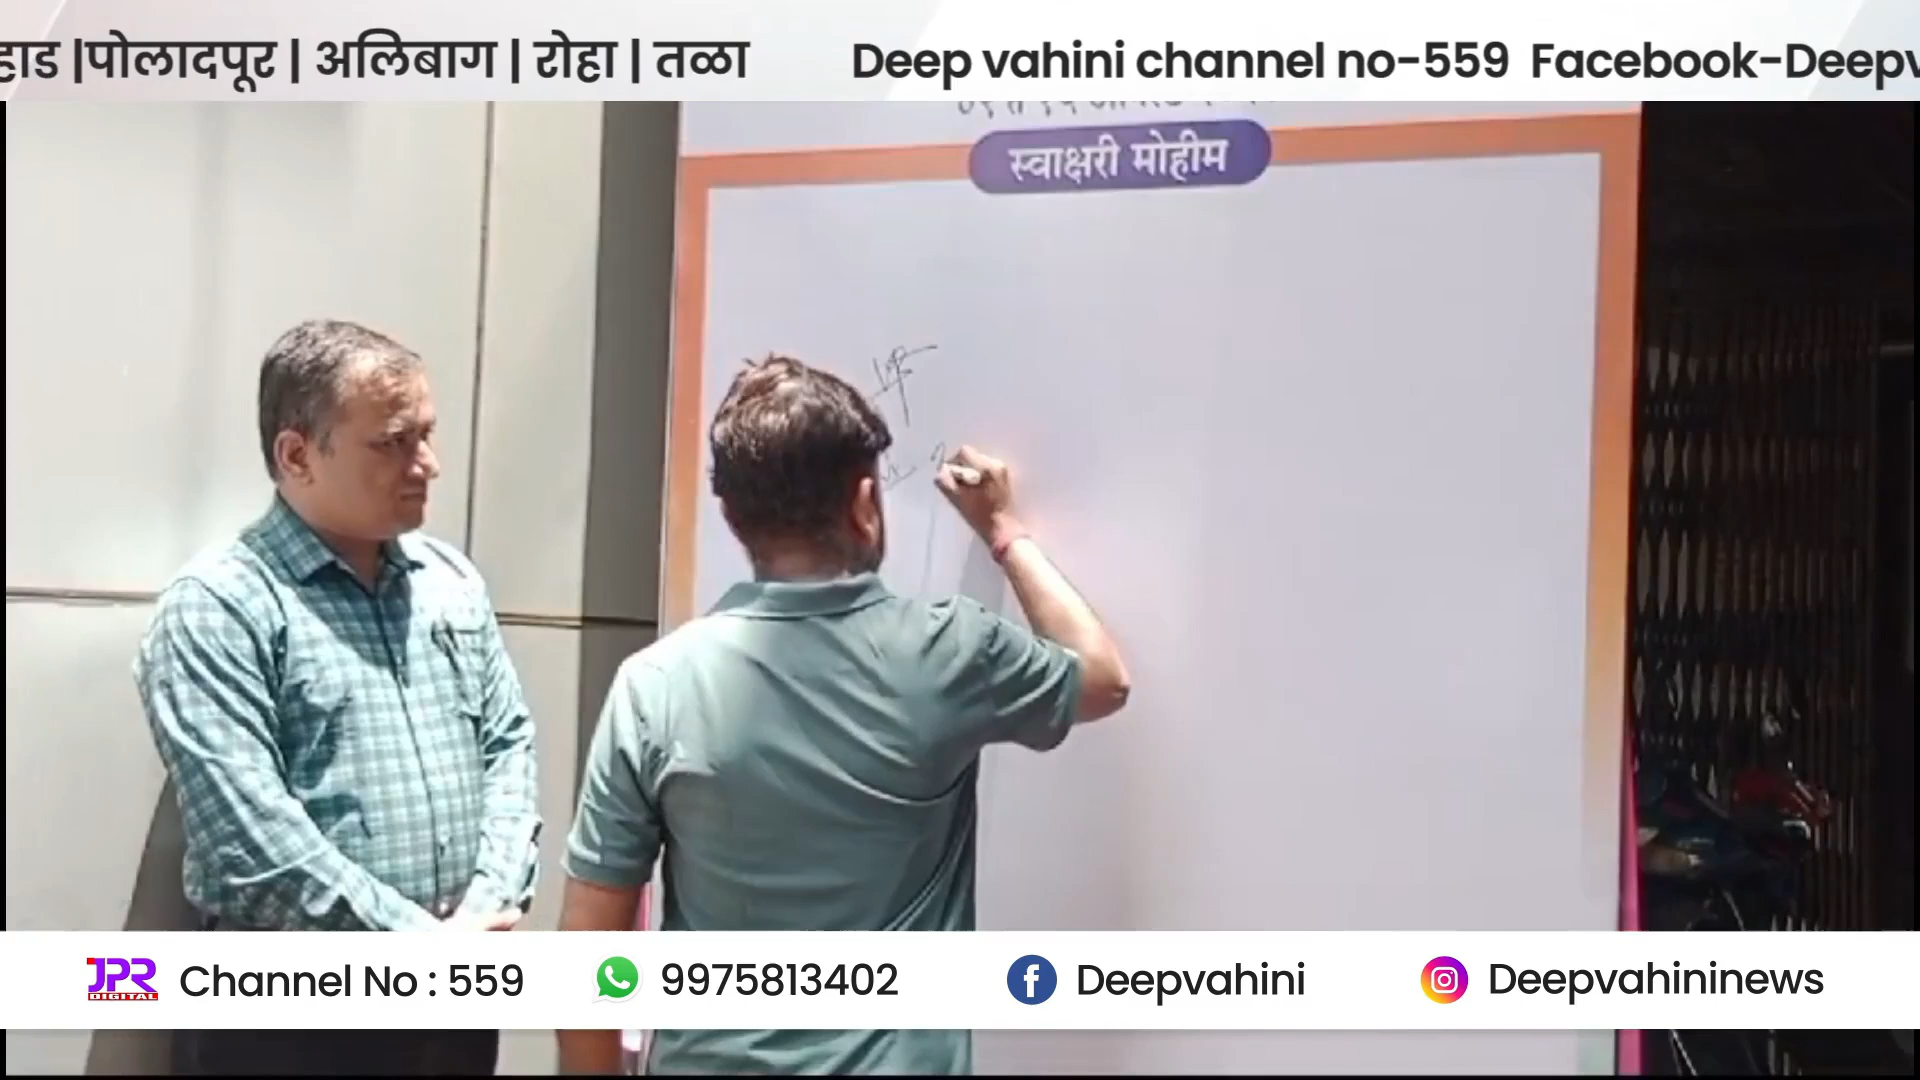 हाड |पोलादपूर | अलिबाग | रोहा | तळा Deep vahini channel no-559 Facebook-Deepv
स्वाक्षरी मोहीम
JPR DIGITAL Channel No : 559 9975813402 Deepvahini Deepvahininews